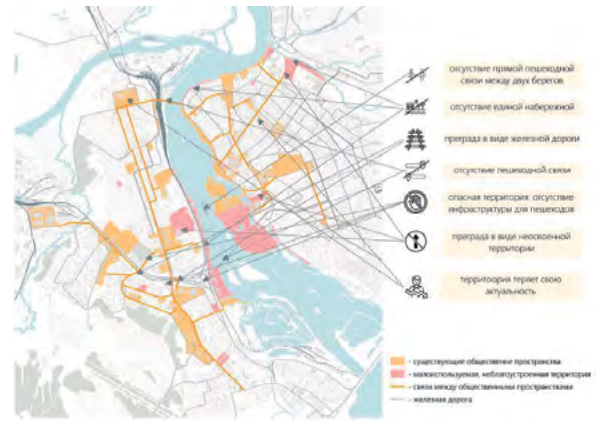 отсутствие прямой пешеходной
связи между двух берегов
отсутствие единой набережной
преграда в виде железной дороги
отсутствие пешеходной связи
опасная территория: отсутствие
инфраструктуры для пешеходов
преграда в виде неосвоенной
территории
территоория теряет свою
актуальность
- существующие общественные пространства
- малоиспользуемая, неблагоустроенная территория
- связи между общественными пространствами
- железная дорога